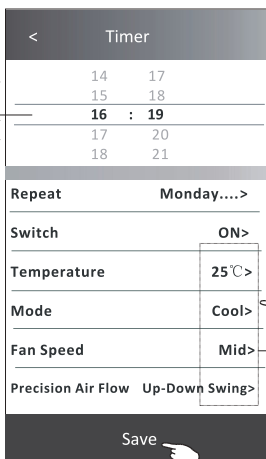 < Timer
14 17
15 18
16 : 19
17 20
18 21
Repeat Monday....>
Switch ON>
Temperature 25℃>
Mode Cool>
Fan Speed Mid>
Precision Air Flow Up-Down Swing>
Save